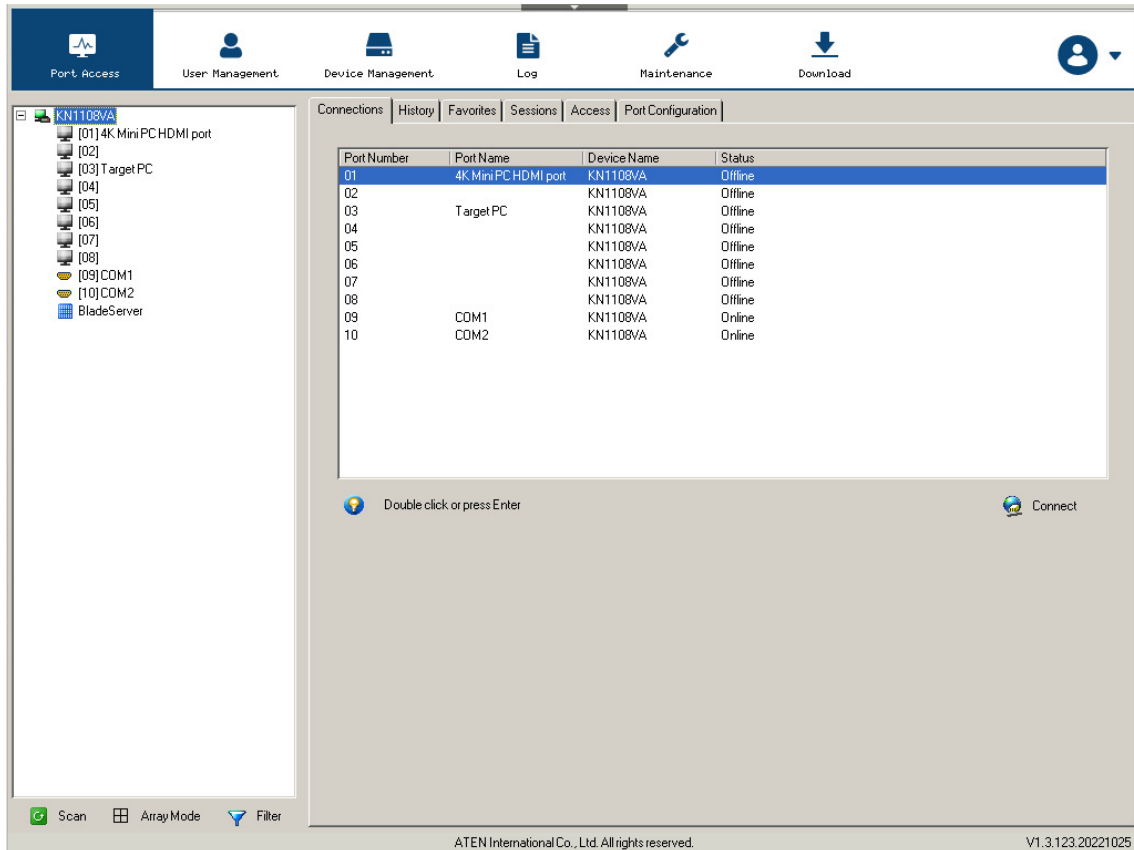 Port Access User Management Device Management Log Maintenance Download
KN1108VA
[01] 4K Mini PC HDMI port
[02]
[03] Target PC
[04]
[05]
[06]
[07]
[08]
[09] COM1
[10] COM2
BladeServer
Scan Array Mode Filter
Connections History Favorites Sessions Access Port Configuration
Port Number Port Name Device Name Status
01 4K Mini PC HDMI port KN1108VA Offline
02 KN1108VA Offline
03 Target PC KN1108VA Offline
04 KN1108VA Offline
05 KN1108VA Offline
06 KN1108VA Offline
07 KN1108VA Offline
08 KN1108VA Offline
09 COM1 KN1108VA Online
10 COM2 KN1108VA Online
Double click or press Enter Connect
ATEN International Co., Ltd. All rights reserved. V1.3.123.20221025